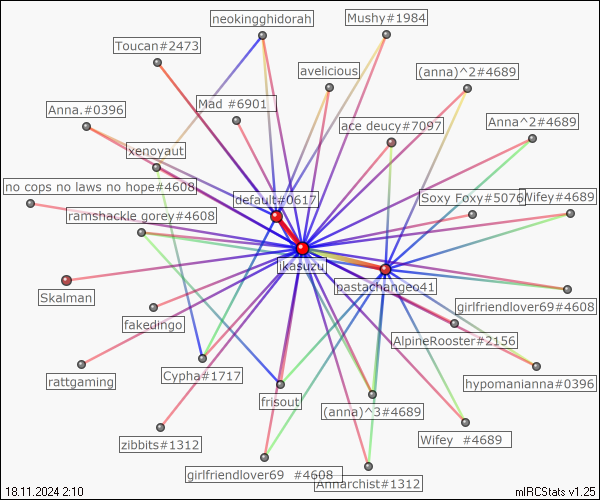 neokingghidorah
Mushy#1984
Toucan#2473
avelicious
(anna)^2#4689
Mad #6901
Anna.#0396
ace deucy#7097
Anna^2#4689
xenoyaut
no cops no laws no hope#4608
default#0617
Soxy Foxy#5076
Wifey#4689
ramshackle gorey#4608
ikasuzu
pastachangeo41
Skalman
girlfriendlover69#4608
fakedingo
AlpineRooster#2156
rattgaming
Cypha#1717
hypomanianna#0396
frisout
(anna)^3#4689
zibbits#1312
Wifey #4689
girlfriendlover69 #4608
Annarchist#1312
18.11.2024 2:10
mIRCStats v1.25